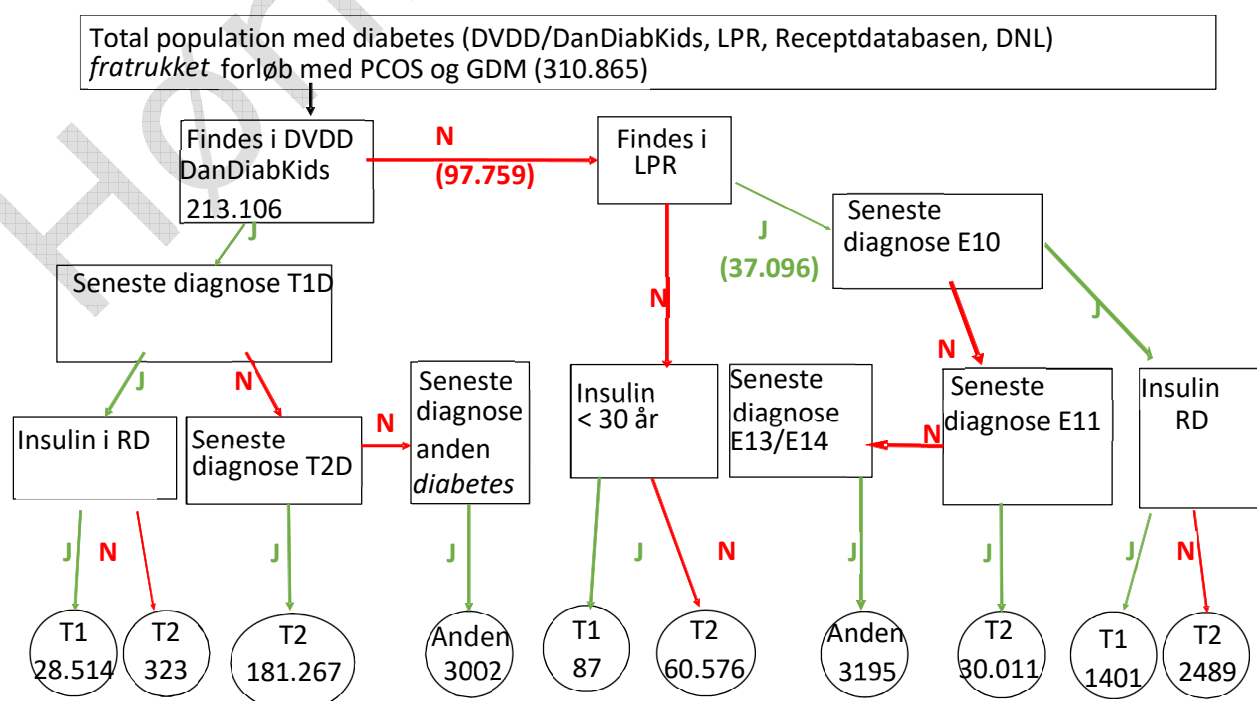 Total population med diabetes (DVDD/DanDiabKids, LPR, Receptdatabasen, DNL)
fratrukket forløb med PCOS og GDM (310.865)
Findes i DVDD
DanDiabKids
213.106
N
(97.759)
Findes i
LPR
J
(37.096)
Seneste
diagnose E10
J
Seneste diagnose T1D
N
J
N
J
N
Insulin i RD
Seneste
diagnose T2D
N
Seneste
diagnose
anden
diabetes
Insulin
< 30 år
Seneste
diagnose
E13/E14
N
Seneste
diagnose E11
Insulin
RD
J
N
J
J
J
N
J
J
J
N
T1
28.514
T2
323
T2
181.267
Anden
3002
T1
87
T2
60.576
Anden
3195
T2
30.011
T1
1401
T2
2489